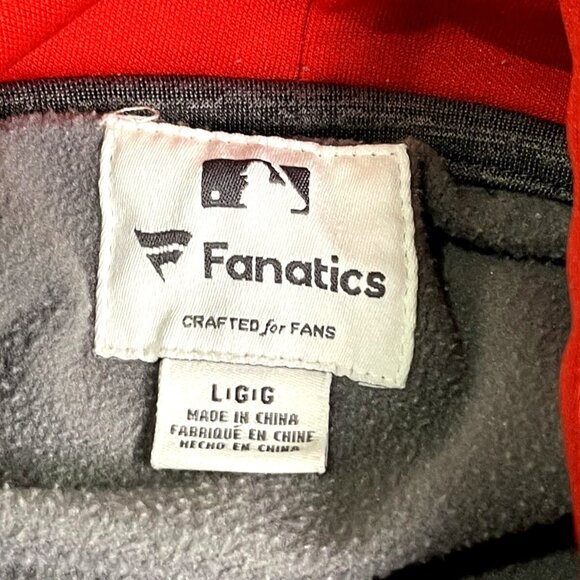 Fanatics
CRAFTED for FANS
L|G|G
MADE IN CHINA
FABRIQUÉ EN CHINE
HECHO EN CHINA